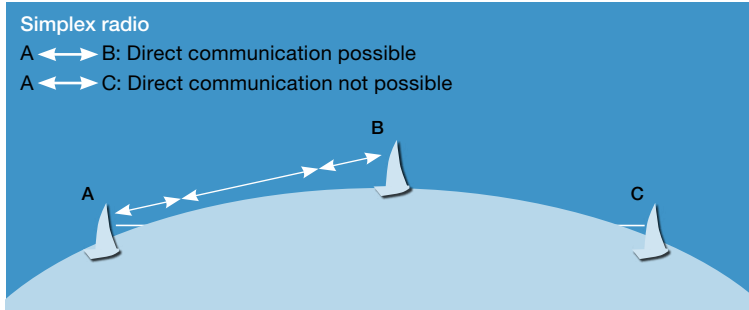 Simplex radio
A B: Direct communication possible
A C: Direct communication not possible
B
A
C